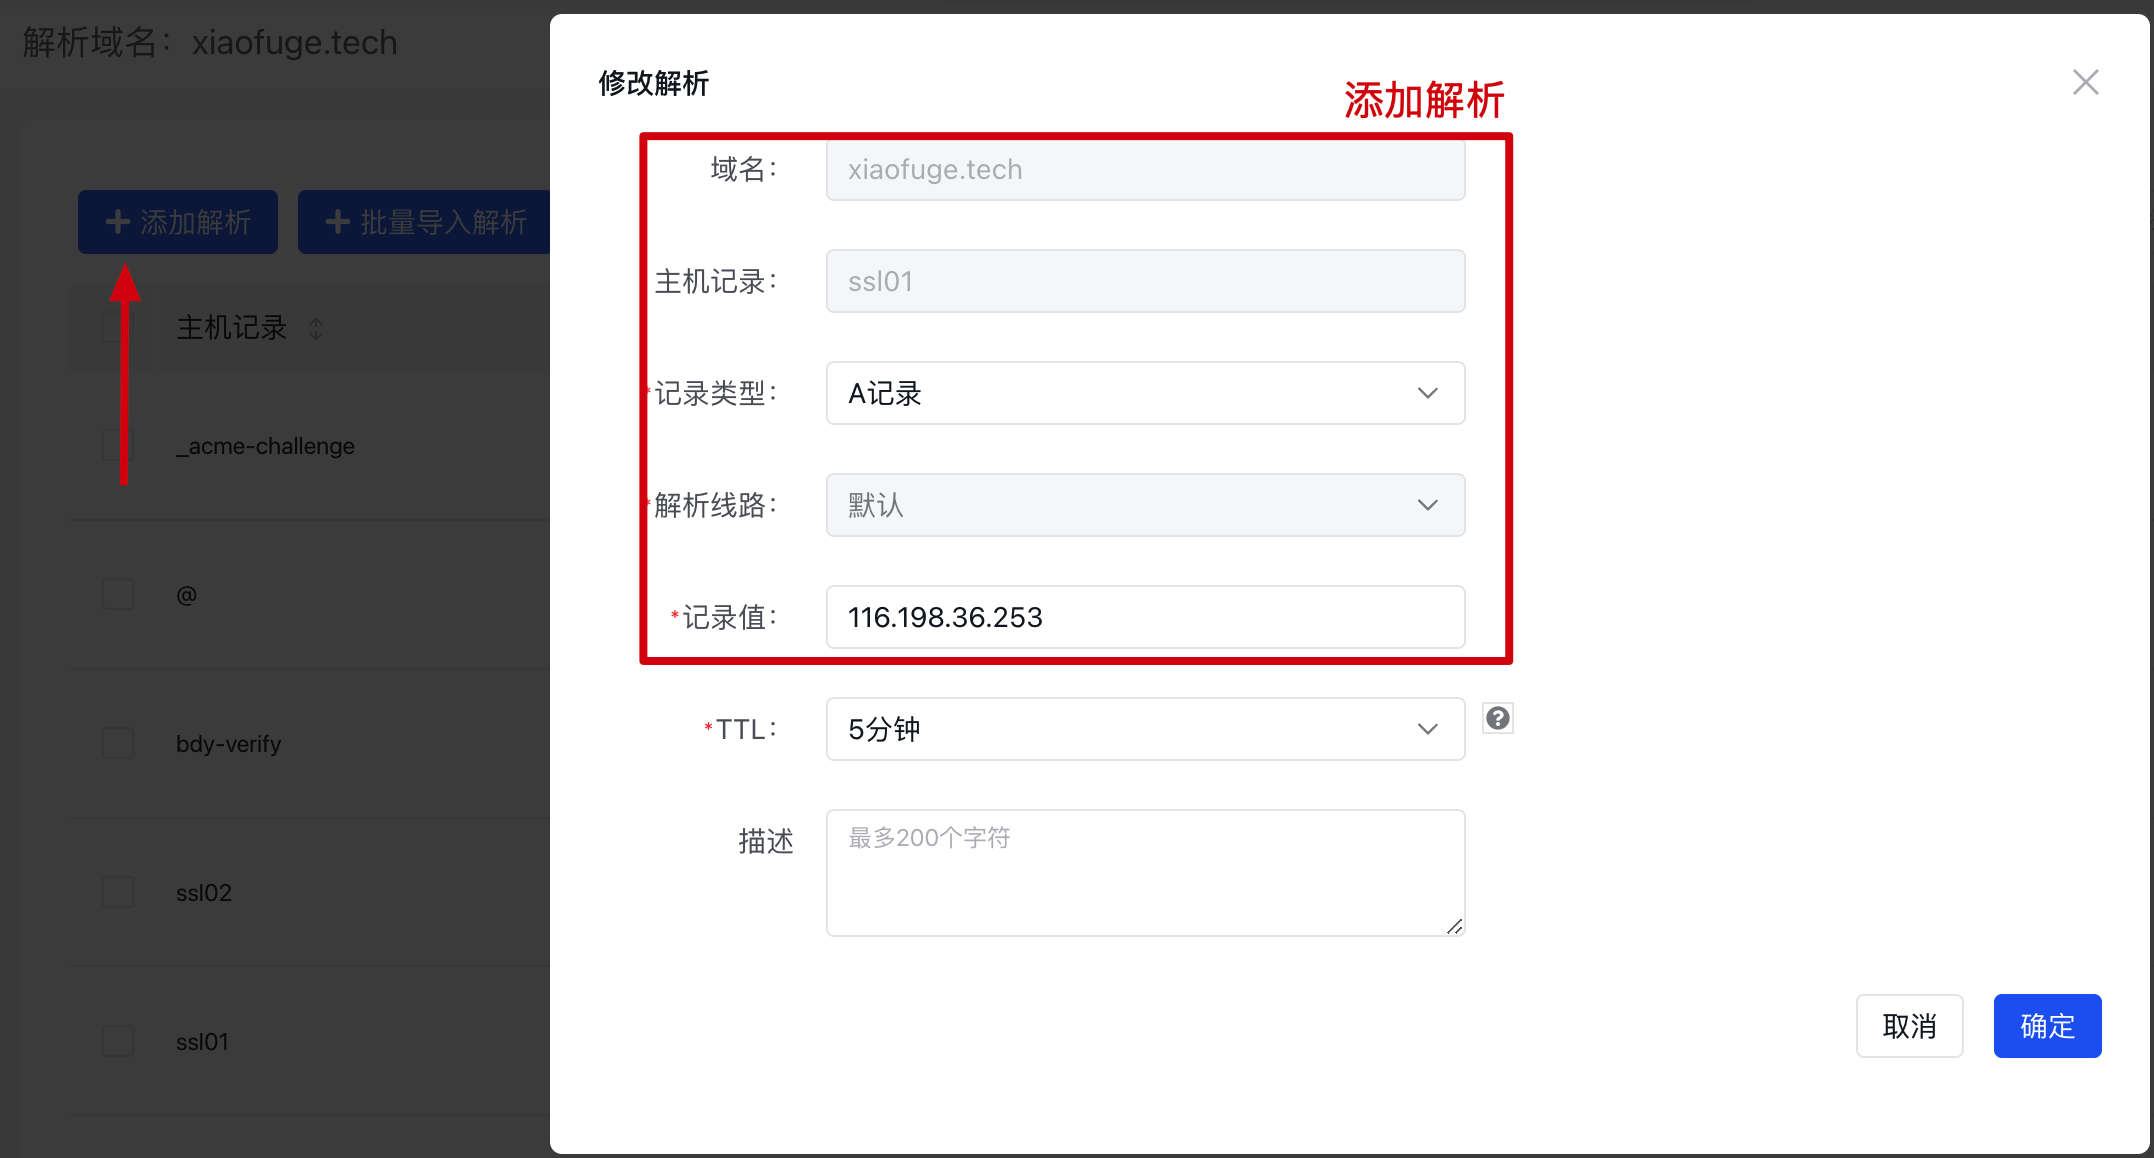 解析域名：xiaofuge.tech
添加解析
批量导入解析
主机记录
_acme-challenge
@
bdy-verify
ssl02
ssl01
修改解析
添加解析
域名： xiaofuge.tech
主机记录： ssl01
*记录类型： A记录
*解析线路： 默认
*记录值： 116.198.36.253
*TTL： 5分钟
描述 最多200个字符
取消
确定